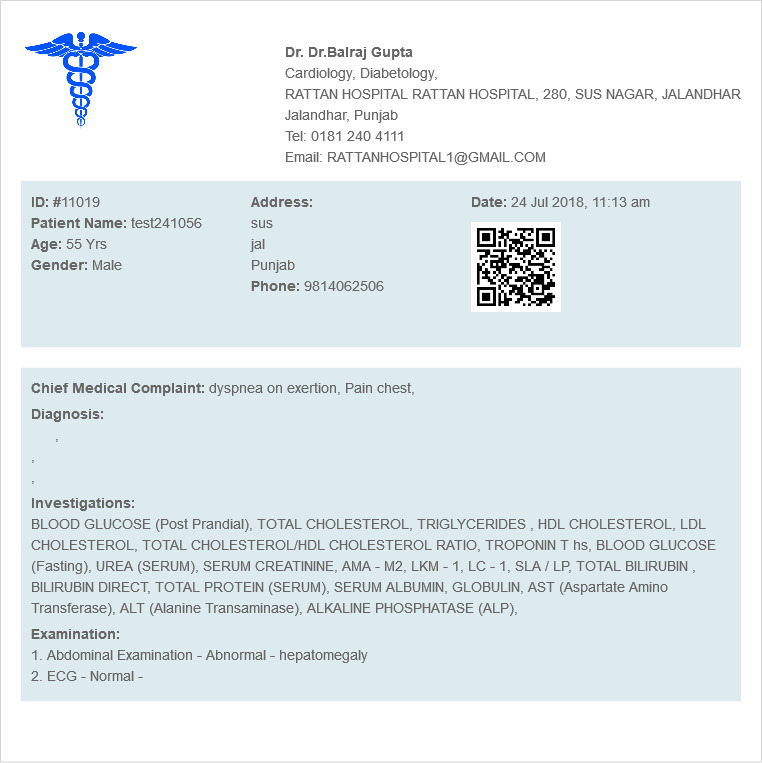 Dr. Dr.Balraj Gupta
Cardiology, Diabetology,
RATTAN HOSPITAL RATTAN HOSPITAL, 280, SUS NAGAR, JALANDHAR
Jalandhar, Punjab
Tel: 0181 240 4111
Email: RATTANHOSPITAL1@GMAIL.COM
ID: #11019
Patient Name: test241056
Age: 55 Yrs
Gender: Male
Address:
sus
jal
Punjab
Phone: 9814062506
Date: 24 Jul 2018, 11:13 am
Chief Medical Complaint: dyspnea on exertion, Pain chest,
Diagnosis:
,
,
,
Investigations:
BLOOD GLUCOSE (Post Prandial), TOTAL CHOLESTEROL, TRIGLYCERIDES , HDL CHOLESTEROL, LDL
CHOLESTEROL, TOTAL CHOLESTEROL/HDL CHOLESTEROL RATIO, TROPONIN T hs, BLOOD GLUCOSE
(Fasting), UREA (SERUM), SERUM CREATININE, AMA - M2, LKM - 1, LC - 1, SLA / LP, TOTAL BILIRUBIN ,
BILIRUBIN DIRECT, TOTAL PROTEIN (SERUM), SERUM ALBUMIN, GLOBULIN, AST (Aspartate Amino
Transferase), ALT (Alanine Transaminase), ALKALINE PHOSPHATASE (ALP),
Examination:
1. Abdominal Examination - Abnormal - hepatomegaly
2. ECG - Normal -